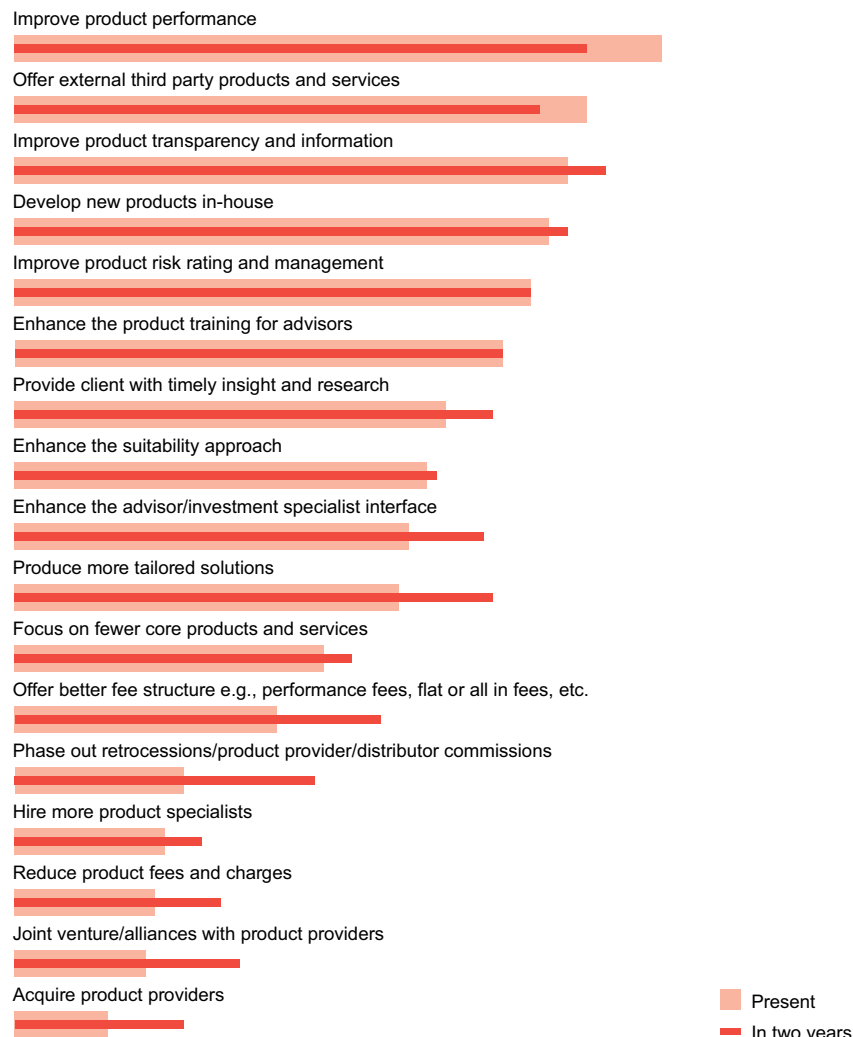 Improve product performance
Offer external third party products and services
Improve product transparency and information
Develop new products in-house
Improve product risk rating and management
Enhance the product training for advisors
Provide client with timely insight and research
Enhance the suitability approach
Enhance the advisor/investment specialist interface
Produce more tailored solutions
Focus on fewer core products and services
Offer better fee structure e.g., performance fees, flat or all in fees, etc.
Phase out retrocessions/product provider/distributor commissions
Hire more product specialists
Reduce product fees and charges
Joint venture/alliances with product providers
Acquire product providers
Present
In two years